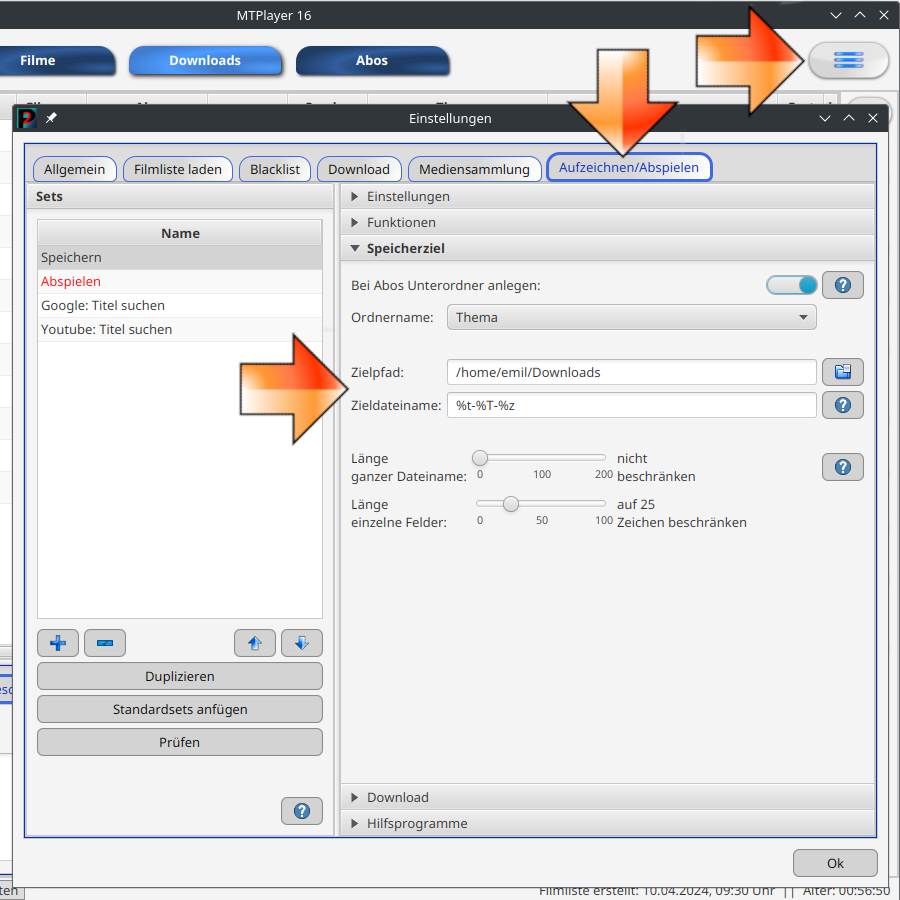 MTPlayer 16
Filme
Downloads
Abos
Einstellungen
Allgemein
Filmliste laden
Blacklist
Download
Mediensammlung
Aufzeichnen/Abspielen
Sets
Name
Speichern
Abspielen
Google: Titel suchen
Youtube: Titel suchen
Duplizieren
Standardsets anfügen
Prüfen
Einstellungen
Funktionen
Speicherziel
Bei Abos Unterordner anlegen:
Ordnername: Thema
Zielpfad: /home/emil/Downloads
Zieldateiname: %t-%T-%z
Länge
ganzer Dateiname:
0 100 200
nicht
beschränken
Länge
einzelne Felder:
0 50 100
auf 25
Zeichen beschränken
Download
Hilfsprogramme
Ok
Filmliste erstellt: 10.04.2024, 09:30 Uhr || Alter: 00:56:50